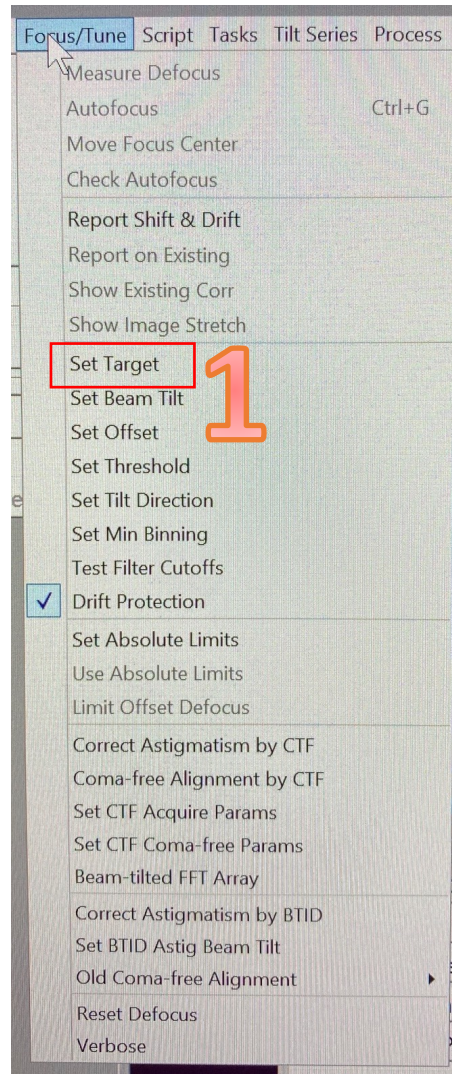 Focus/Tune Script Tasks Tilt Series Process
Measure Defocus
Autofocus Ctrl+G
Move Focus Center
Check Autofocus
Report Shift & Drift
Report on Existing
Show Existing Corr
Show Image Stretch
Set Target
1
Set Beam Tilt
Set Offset
Set Threshold
Set Tilt Direction
Set Min Binning
Test Filter Cutoffs
Drift Protection
Set Absolute Limits
Use Absolute Limits
Limit Offset Defocus
Correct Astigmatism by CTF
Coma-free Alignment by CTF
Set CTF Acquire Params
Set CTF Coma-free Params
Beam-tilted FFT Array
Correct Astigmatism by BTID
Set BTID Astig Beam Tilt
Old Coma-free Alignment
Reset Defocus
Verbose